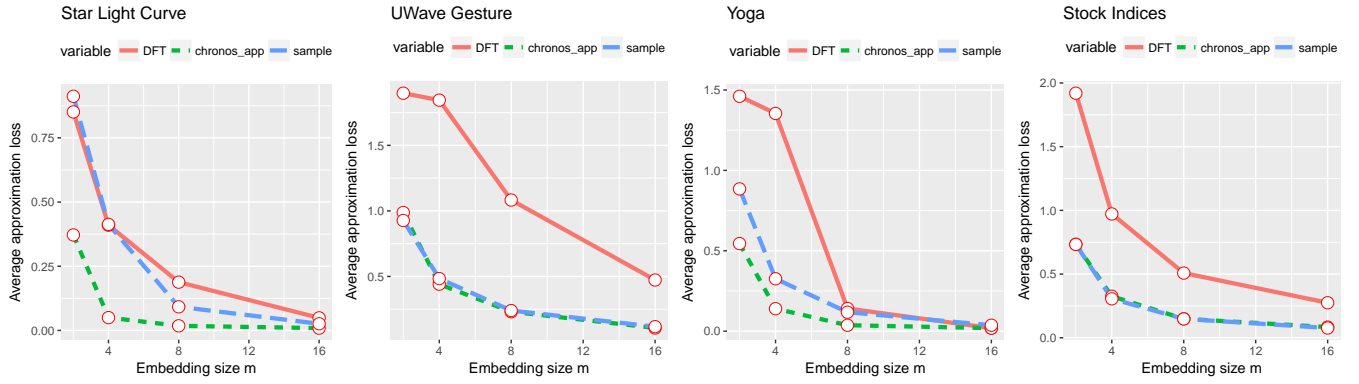 Star Light Curve
variable DFT chronos_app sample
Average approximation loss
0.75
0.50
0.25
0.00
4 8 12 16
Embedding size m
UWave Gesture
variable DFT chronos_app sample
Average approximation loss
1.5
1.0
0.5
4 8 12 16
Embedding size m
Yoga
variable DFT chronos_app sample
Average approximation loss
1.5
1.0
0.5
0.0
4 8 12 16
Embedding size m
Stock Indices
variable DFT chronos_app sample
Average approximation loss
2.0
1.5
1.0
0.5
0.0
4 8 12 16
Embedding size m